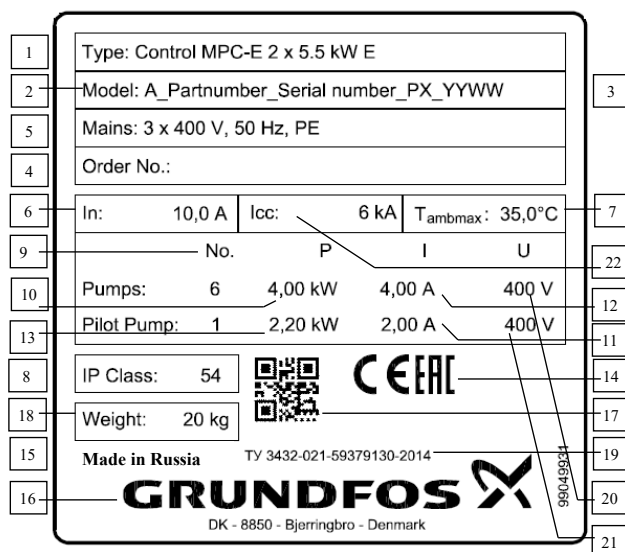 1 Type: Control MPC-E 2 x 5.5 kW E
2 Model: A_Partnumber_Serial number_PX_YYWW 3
5 Mains: 3 x 400 V, 50 Hz, PE
4 Order No.:
6 In: 10,0 A Icc: 6 kA Tambmax: 35,0°C 7
9 No. P I U 22
10 Pumps: 6 4,00 kW 4,00 A 400 V 12
13 Pilot Pump: 1 2,20 kW 2,00 A 400 V 11
8 IP Class: 54 CE EAC 14
18 Weight: 20 kg 17
15 Made in Russia ТУ 3432-021-59379130-2014 19
16 GRUNDFOS 99049931 20
DK - 8850 - Bjerringbro - Denmark 21